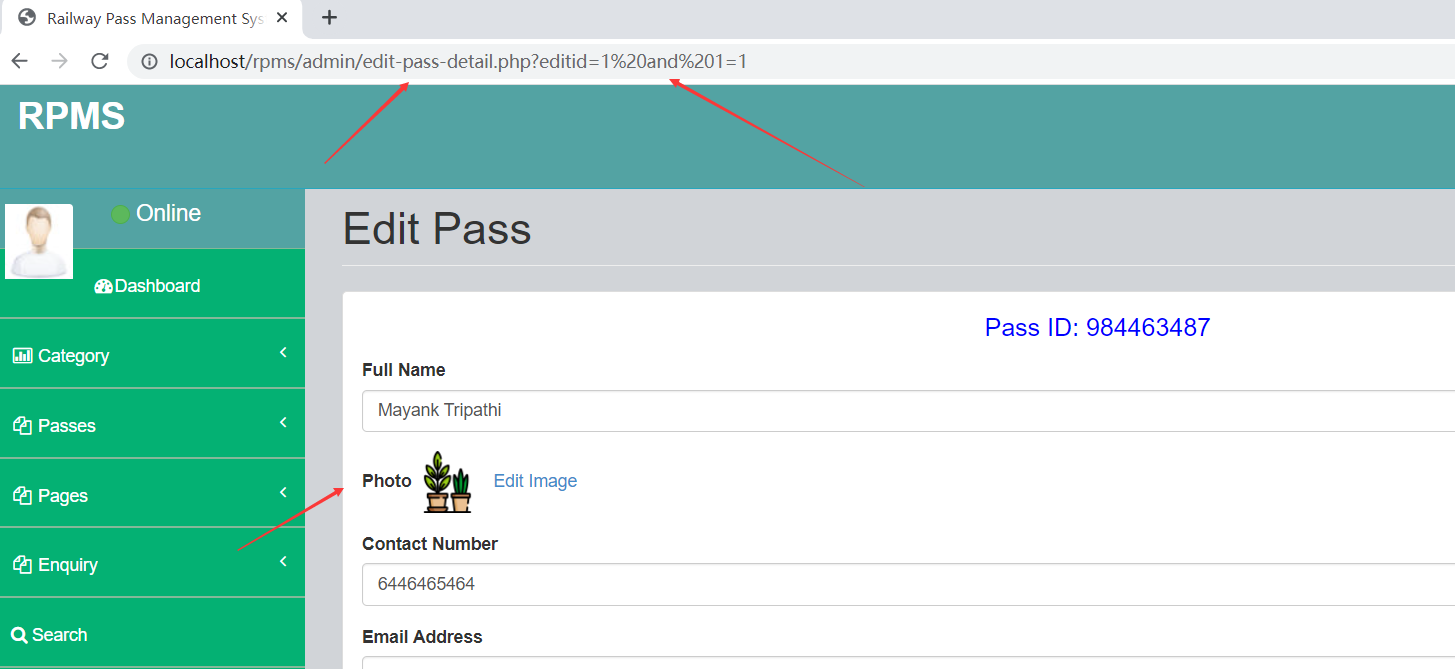 Railway Pass Management Sys
localhost/rpms/admin/edit-pass-detail.php?editid=1%20and%201=1
RPMS
Online
Dashboard
Category
Passes
Pages
Enquiry
Search
Edit Pass
Pass ID: 984463487
Full Name
Mayank Tripathi
Photo Edit Image
Contact Number
6446465464
Email Address